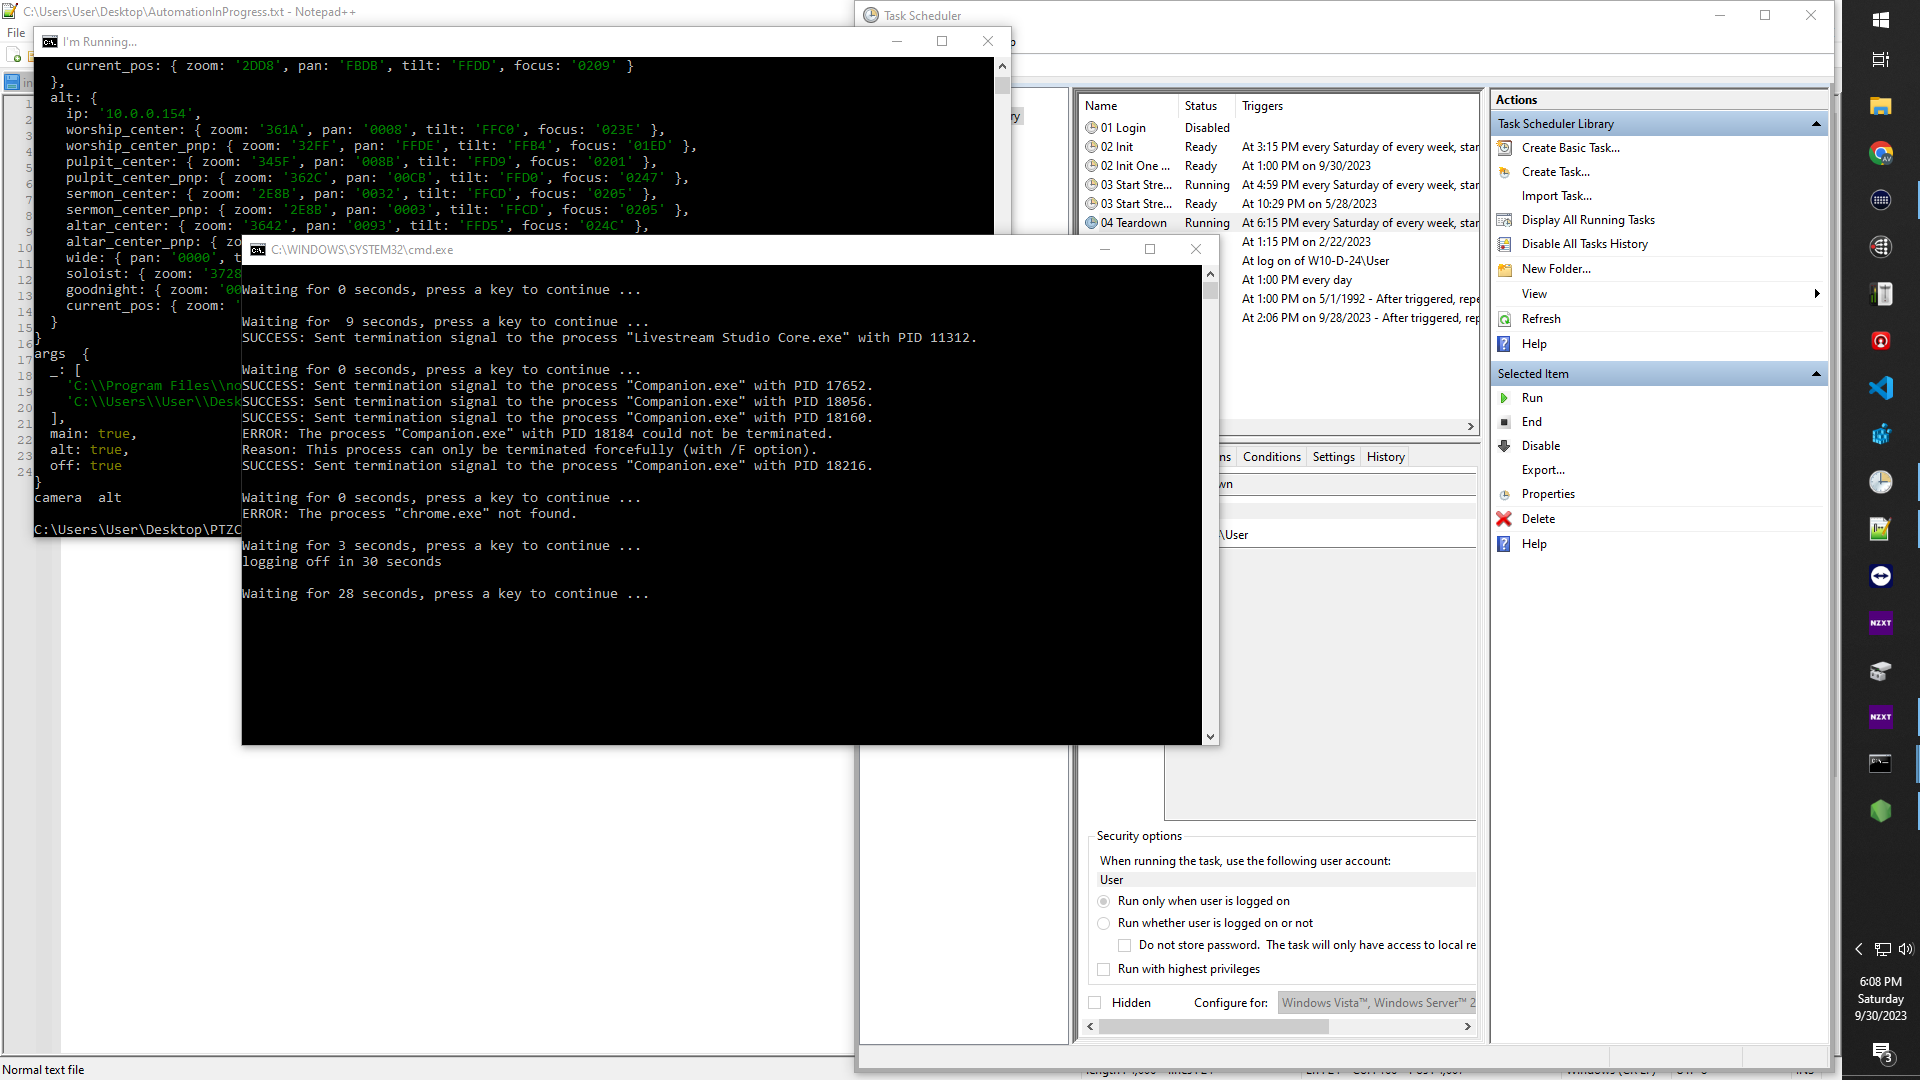 C:\Users\User\Desktop\AutomationInProgress.txt - Notepad++
File
I'm Running...
current_pos: { zoom: '2DD8', pan: 'FBDB', tilt: 'FFDD', focus: '0209' }
},
alt: {
ip: '10.0.0.154',
worship_center: { zoom: '361A', pan: '0008', tilt: 'FFC0', focus: '023E' },
worship_center_pnp: { zoom: '32FF', pan: 'FFDE', tilt: 'FFB4', focus: '01ED' },
pulpit_center: { zoom: '345F', pan: '008B', tilt: 'FFD9', focus: '0201' },
pulpit_center_pnp: { zoom: '362C', pan: '00CB', tilt: 'FFD0', focus: '0247' },
sermon_center: { zoom: '2E8B', pan: '0032', tilt: 'FFCD', focus: '0205' },
sermon_center_pnp: { zoom: '2E8B', pan: '0003', tilt: 'FFCD', focus: '0205' },
altar_center: { zoom: '3642', pan: '0093', tilt: 'FFD5', focus: '024C' },
altar_center_pnp: { zo
wide: { pan: '0000', t
soloist: { zoom: '3728
goodnight: { zoom: '00
current_pos: { zoom: '
}
}
args  {
_: [
'C:\\Program Files\\no
'C:\\Users\\User\\Desk
],
main: true,
alt: true,
off: true
}
camera  alt
C:\Users\User\Desktop\PTZC
C:\WINDOWS\SYSTEM32\cmd.exe
Waiting for 0 seconds, press a key to continue ...
Waiting for  9 seconds, press a key to continue ...
SUCCESS: Sent termination signal to the process "Livestream Studio Core.exe" with PID 11312.
Waiting for 0 seconds, press a key to continue ...
SUCCESS: Sent termination signal to the process "Companion.exe" with PID 17652.
SUCCESS: Sent termination signal to the process "Companion.exe" with PID 18056.
SUCCESS: Sent termination signal to the process "Companion.exe" with PID 18160.
ERROR: The process "Companion.exe" with PID 18184 could not be terminated.
Reason: This process can only be terminated forcefully (with /F option).
SUCCESS: Sent termination signal to the process "Companion.exe" with PID 18216.
Waiting for 0 seconds, press a key to continue ...
ERROR: The process "chrome.exe" not found.
Waiting for 3 seconds, press a key to continue ...
logging off in 30 seconds
Waiting for 28 seconds, press a key to continue ...
Normal text file
Task Scheduler
Name Status Triggers
01 Login Disabled
02 Init Ready At 3:15 PM every Saturday of every week, star
02 Init One ... Ready At 1:00 PM on 9/30/2023
03 Start Stre... Running At 4:59 PM every Saturday of every week, star
03 Start Stre... Ready At 10:29 PM on 5/28/2023
04 Teardown Running At 6:15 PM every Saturday of every week, star
At 1:15 PM on 2/22/2023
At log on of W10-D-24\User
At 1:00 PM every day
At 1:00 PM on 5/1/1992 - After triggered, repe
At 2:06 PM on 9/28/2023 - After triggered, rep
ns Conditions Settings History
wn
\User
Security options
When running the task, use the following user account:
User
Run only when user is logged on
Run whether user is logged on or not
Do not store password.  The task will only have access to local re
Run with highest privileges
Hidden Configure for: Windows Vista™, Windows Server™ 2
Actions
Task Scheduler Library
Create Basic Task...
Create Task...
Import Task...
Display All Running Tasks
Disable All Tasks History
New Folder...
View
Refresh
Help
Selected Item
Run
End
Disable
Export...
Properties
Delete
Help
NZXT
NZXT
6:08 PM
Saturday
9/30/2023
3